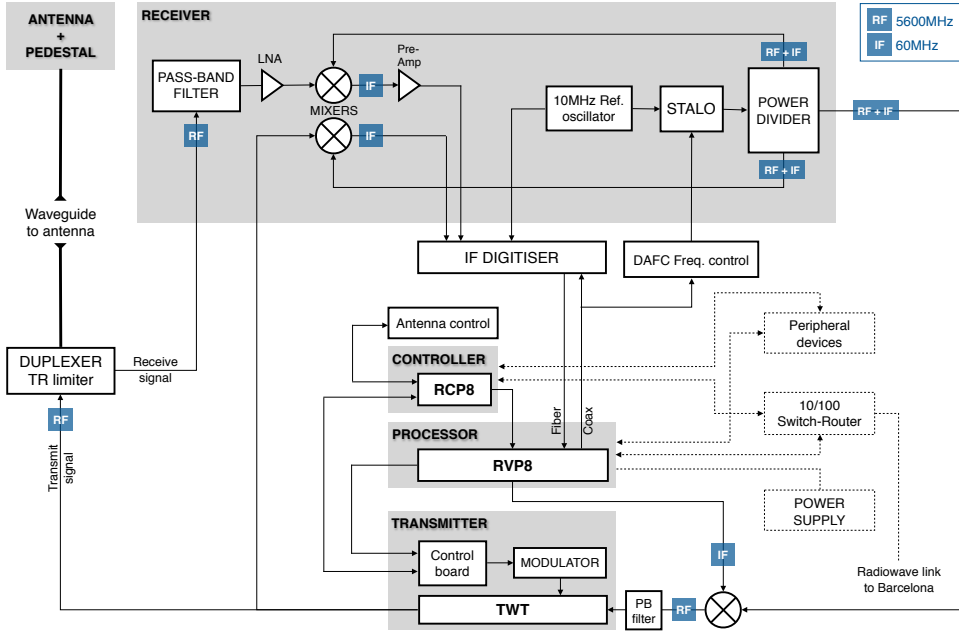 ANTENNA
+
PEDESTAL
RECEIVER
RF 5600MHz
IF 60MHz
LNA
Pre-
Amp
PASS-BAND
FILTER
RF
IF
MIXERS
IF
10MHz Ref.
oscillator
STALO
POWER
DIVIDER
RF + IF
RF + IF
RF + IF
Waveguide
to antenna
IF DIGITISER
DAFC Freq. control
Antenna control
Peripheral
devices
DUPLEXER
TR limiter
Receive
signal
CONTROLLER
RCP8
10/100
Switch-Router
RF
Transmit
signal
Fiber
Coax
PROCESSOR
RVP8
POWER
SUPPLY
TRANSMITTER
Control
board
MODULATOR
TWT
IF
PB
filter
RF
Radiowave link
to Barcelona